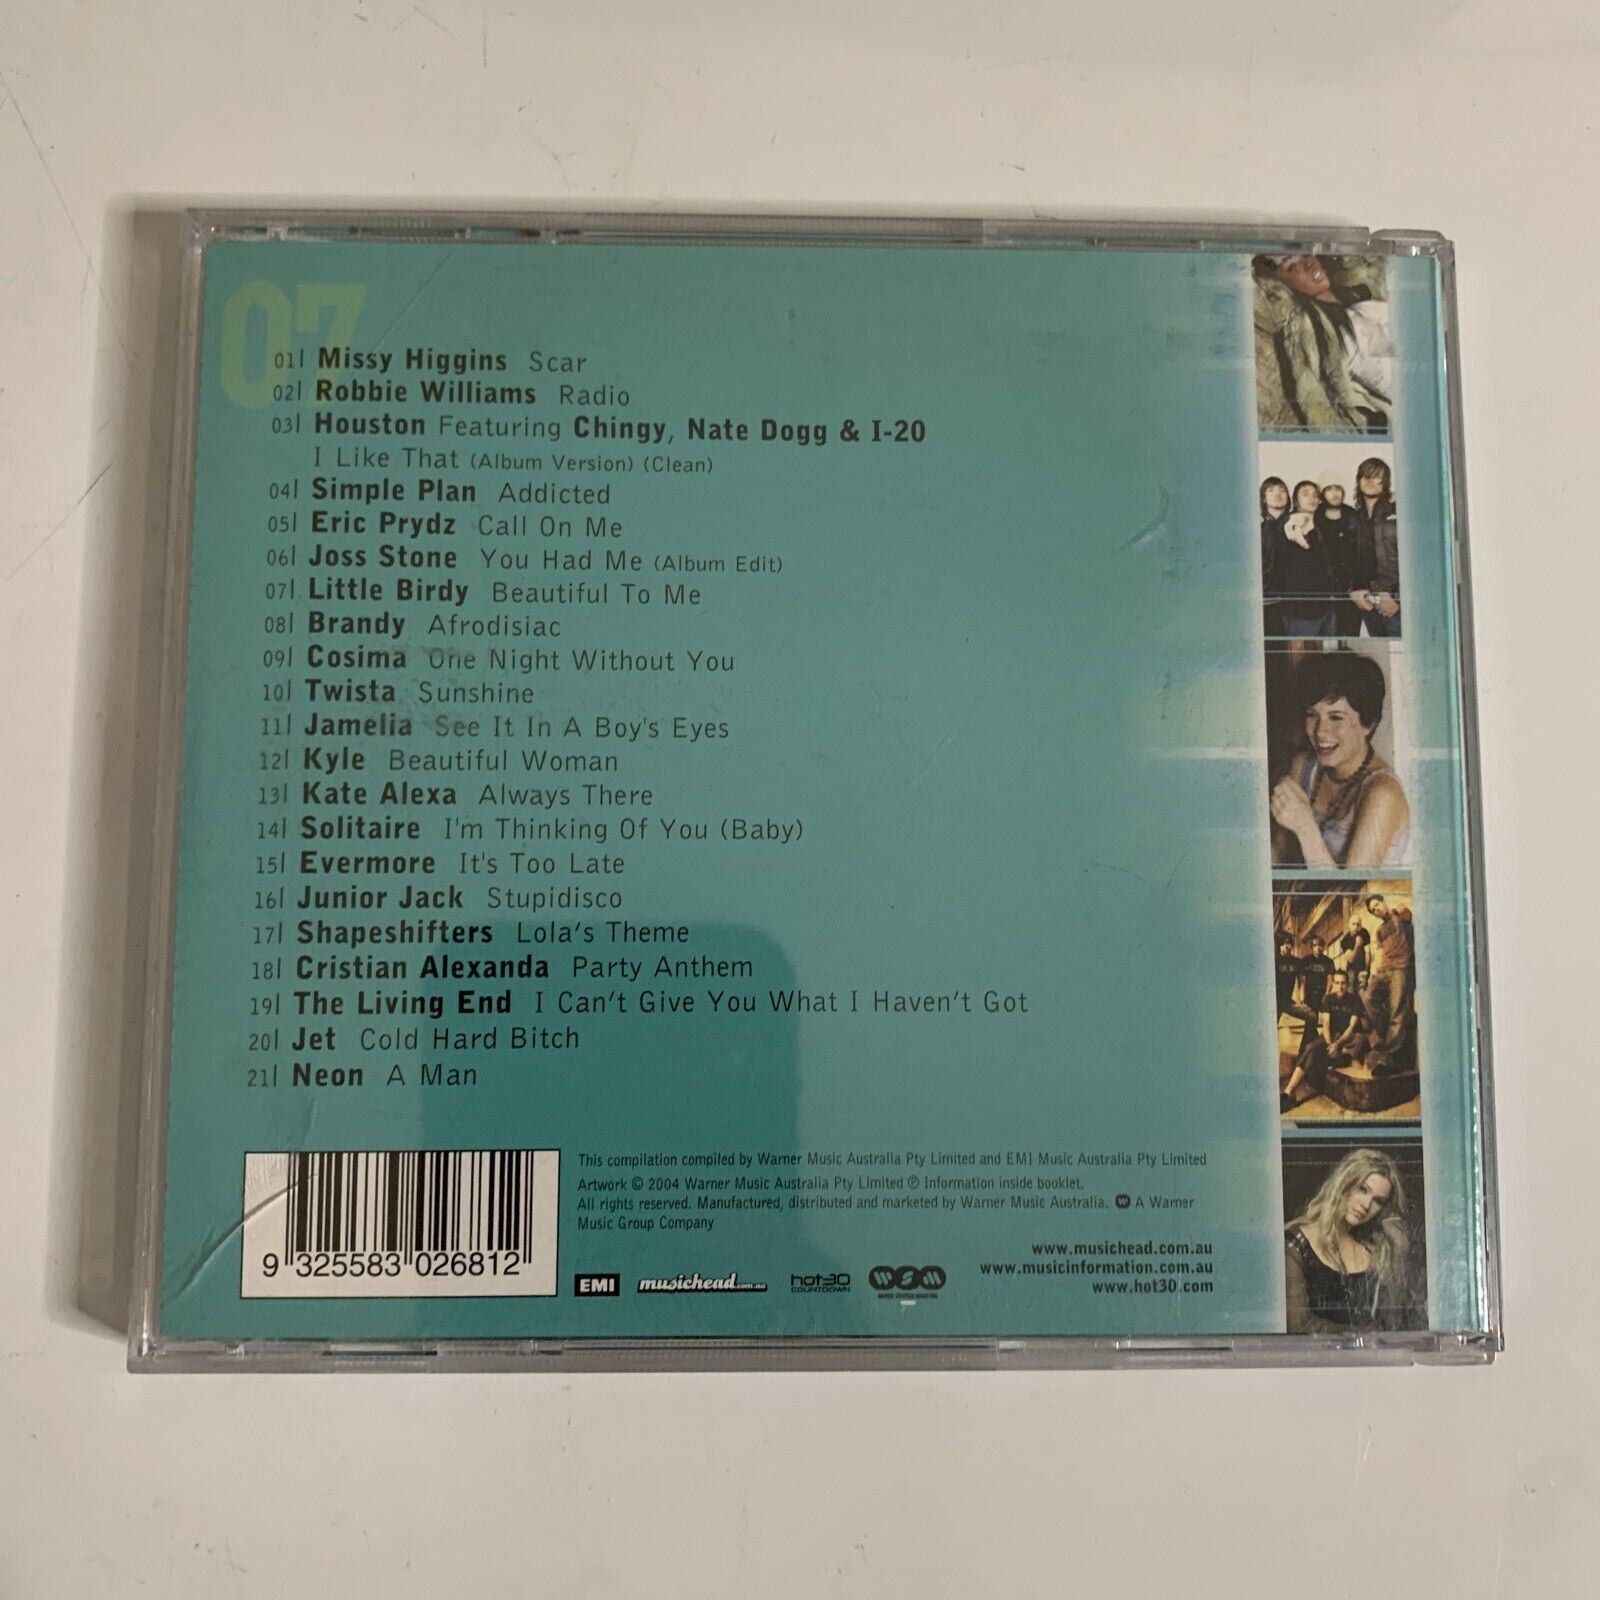 07
01| Missy Higgins Scar
02| Robbie Williams Radio
03| Houston Featuring Chingy, Nate Dogg & I-20
I Like That (Album Version) (Clean)
04| Simple Plan Addicted
05| Eric Prydz Call On Me
06| Joss Stone You Had Me (Album Edit)
07| Little Birdy Beautiful To Me
08| Brandy Afrodisiac
09| Cosima One Night Without You
10| Twista Sunshine
11| Jamelia See It In A Boy's Eyes
12| Kyle Beautiful Woman
13| Kate Alexa Always There
14| Solitaire I'm Thinking Of You (Baby)
15| Evermore It's Too Late
16| Junior Jack Stupidisco
17| Shapeshifters Lola's Theme
18| Cristian Alexanda Party Anthem
19| The Living End I Can't Give You What I Haven't Got
20| Jet Cold Hard Bitch
21| Neon A Man
This compilation compiled by Warner Music Australia Pty Limited and EMI Music Australia Pty Limited
Artwork © 2004 Warner Music Australia Pty Limited ℗ Information inside booklet.
All rights reserved. Manufactured, distributed and marketed by Warner Music Australia. A Warner
Music Group Company
www.musichead.com.au
www.musicinformation.com.au
www.hot30.com
9 325583 026812
EMI musichead.com.au hot30 COUNTDOWN WSM
WARNER STRATEGIC MARKETING